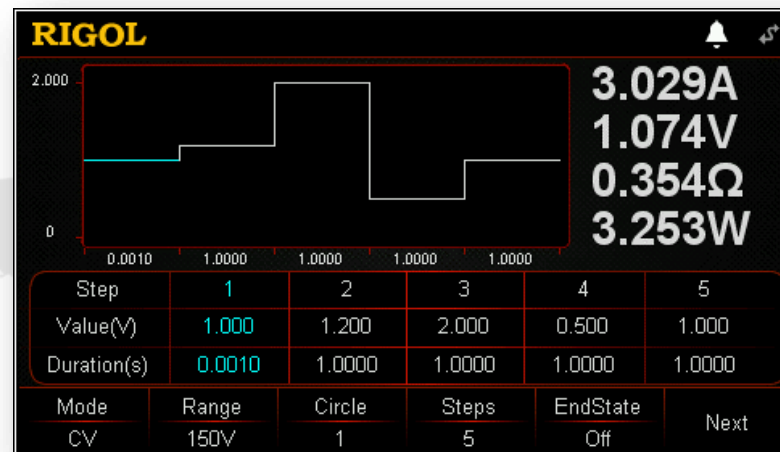 RIGOL
2.000
0
0.0010 1.0000 1.0000 1.0000 1.0000
3.029A
1.074V
0.354Ω
3.253W
Step 1 2 3 4 5
Value(V) 1.000 1.200 2.000 0.500 1.000
Duration(s) 0.0010 1.0000 1.0000 1.0000 1.0000
Mode Range Circle Steps EndState Next
CV 150V 1 5 Off